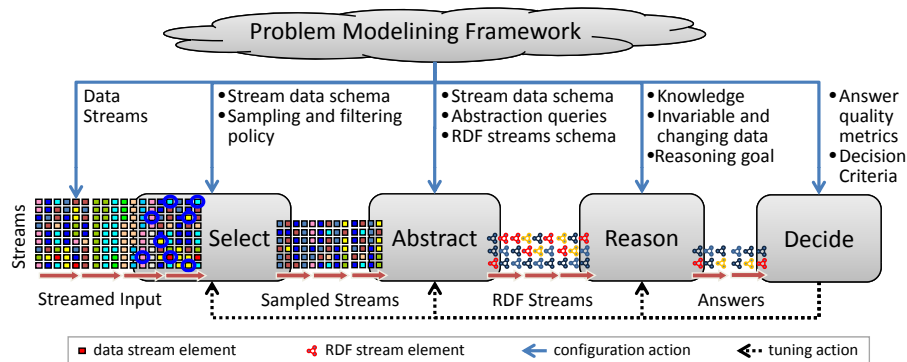 Problem Modelining Framework
Data
Streams
•Stream data schema
•Sampling and filtering
policy
•Stream data schema
•Abstraction queries
•RDF streams schema
•Knowledge
•Invariable and
changing data
•Reasoning goal
•Answer
quality
metrics
•Decision
Criteria
Streams
Select
Abstract
Reason
Decide
Streamed Input
Sampled Streams
RDF Streams
Answers
data stream element
RDF stream element
configuration action
tuning action